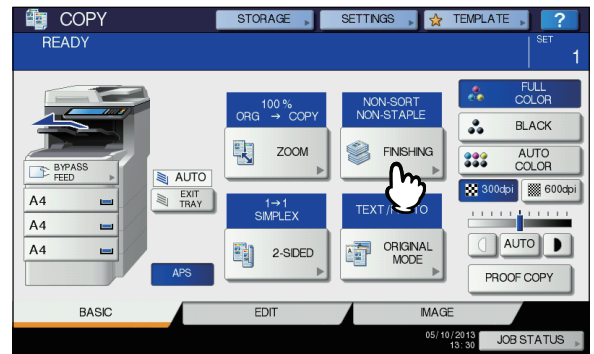 COPY
STORAGE
SETTINGS
TEMPLATE
?
READY
SET
1
100 %
ORG → COPY
ZOOM
NON-SORT
NON-STAPLE
FINISHING
FULL
COLOR
BLACK
AUTO
COLOR
300dpi
600dpi
BYPASS
FEED
A4
A4
A4
AUTO
EXIT
TRAY
APS
1→1
SIMPLEX
2-SIDED
ORIGINAL
MODE
AUTO
PROOF COPY
BASIC
EDIT
IMAGE
05/10/2013
13:30
JOB STATUS